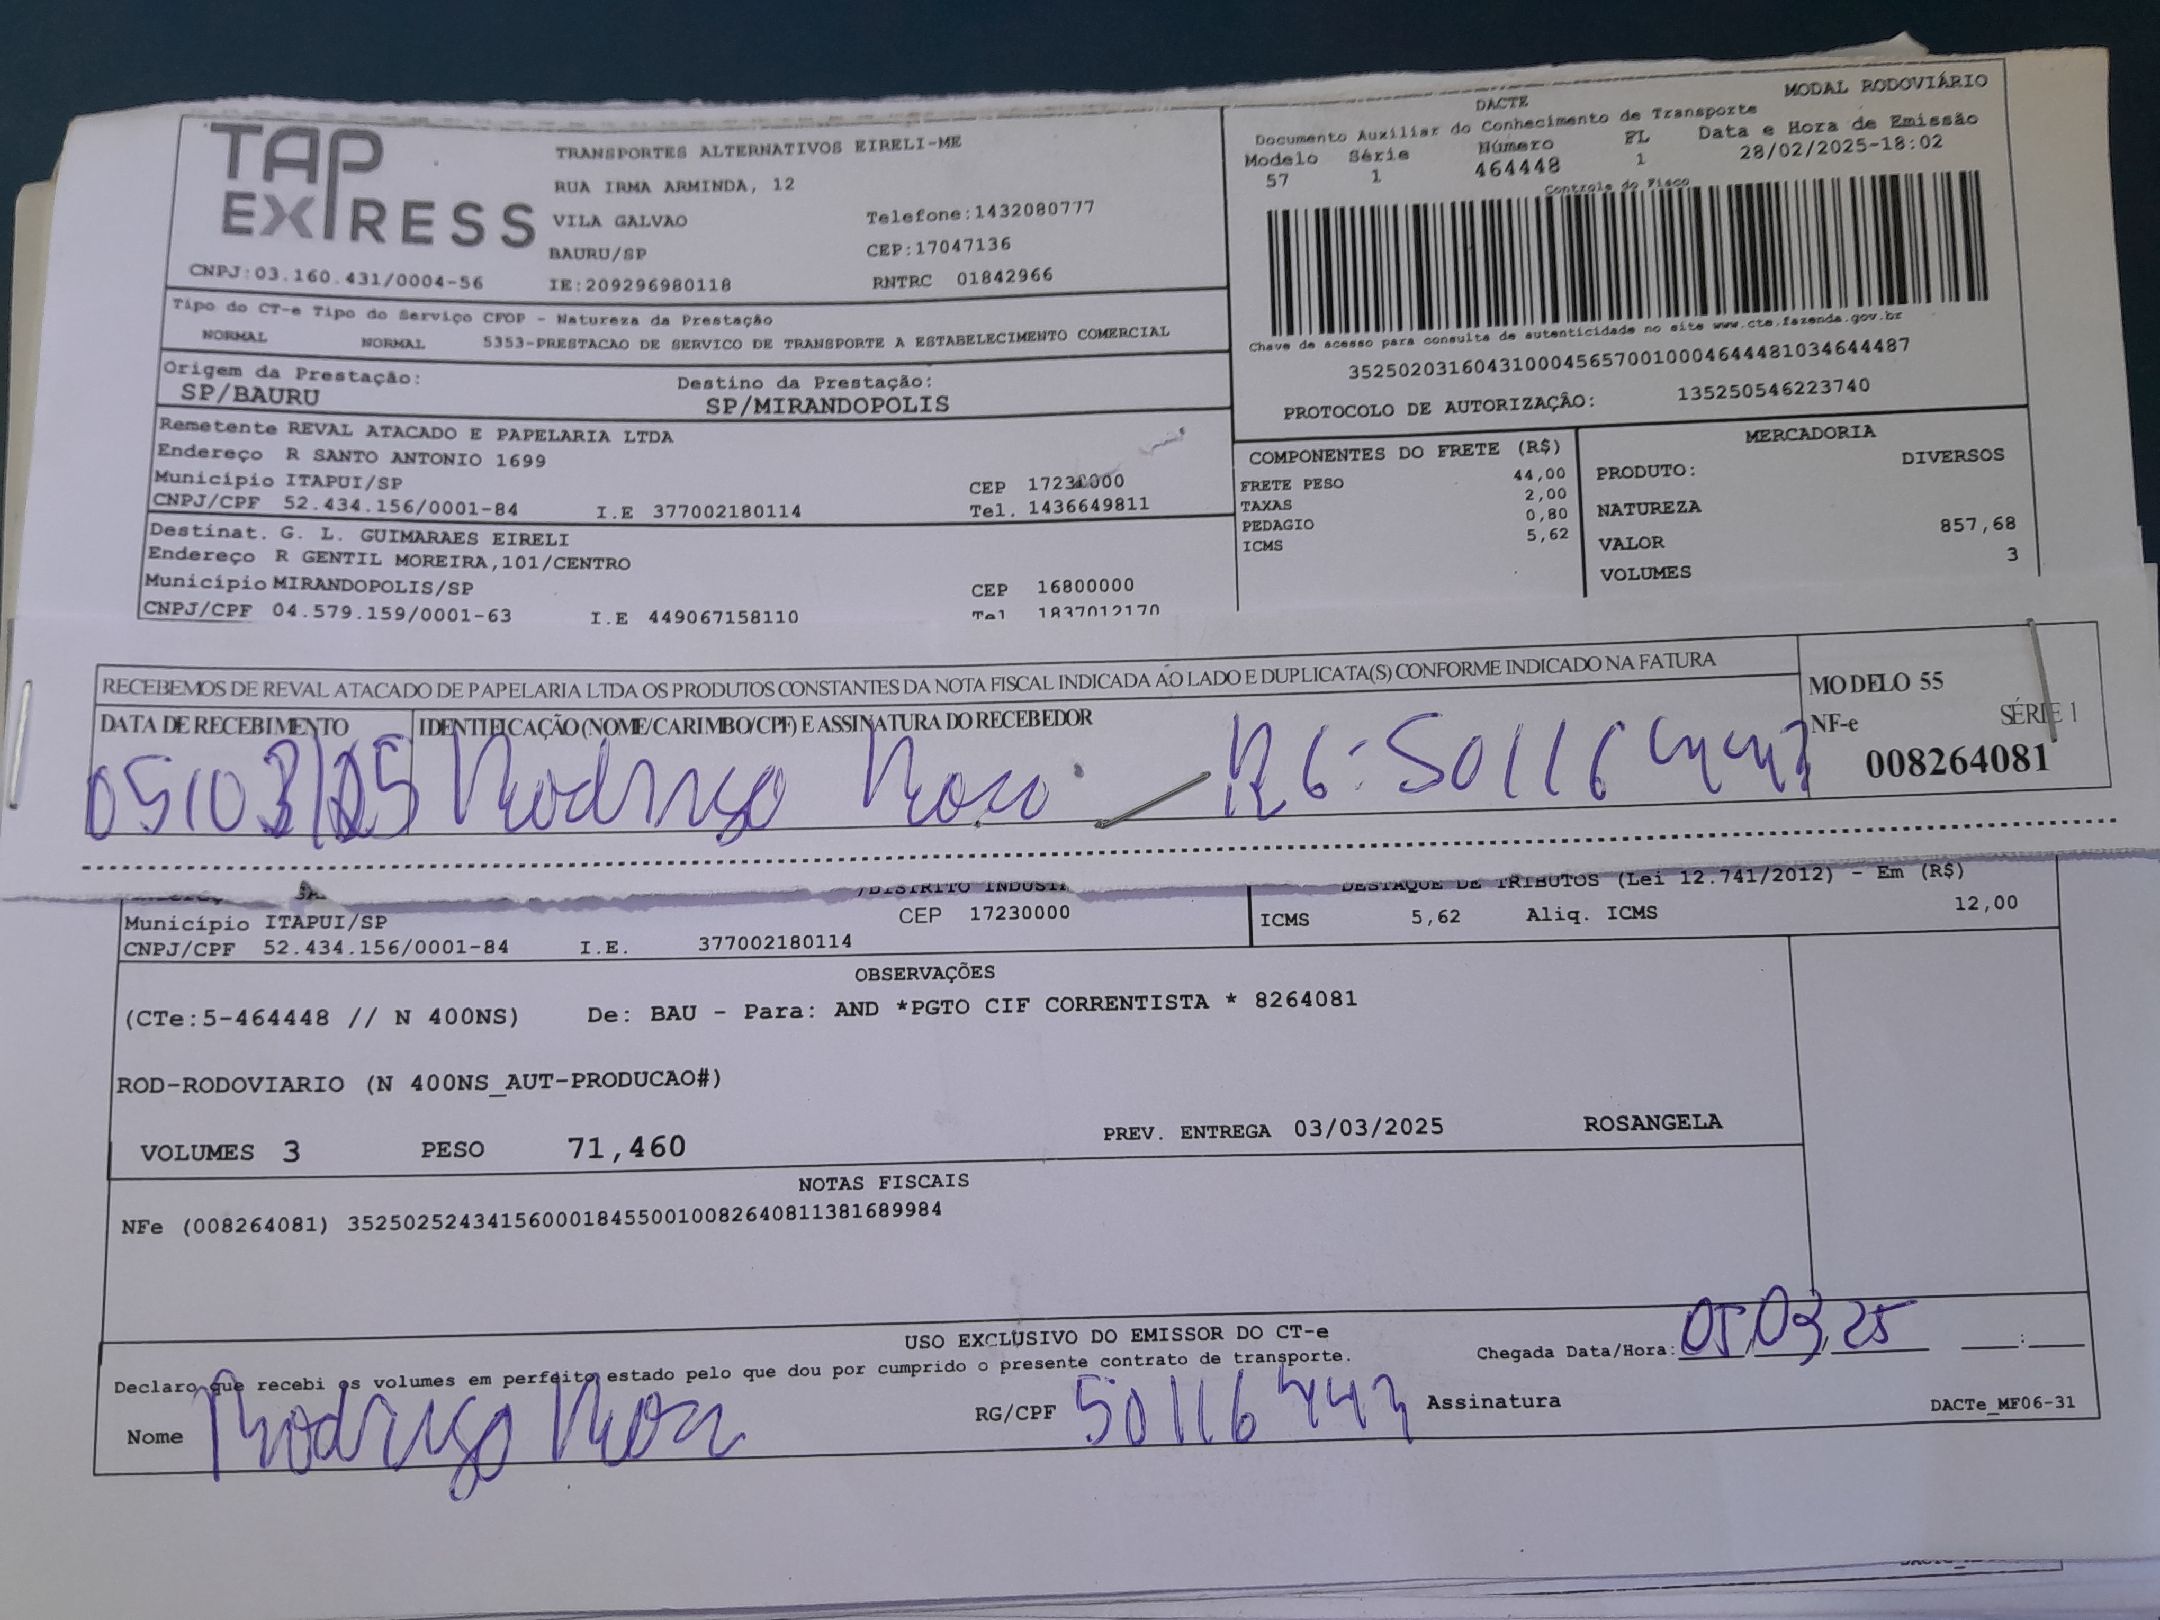 TAP
EXPRESS
TRANSPORTES ALTERNATIVOS EIRELI-ME
RUA IRMA ARMINDA, 12
VILA GALVAO Telefone:1432080777
BAURU/SP CEP:17047136
CNPJ:03.160.431/0004-56 IE:209296980118 RNTRC 01842966
MODAL RODOVIÁRIO
DACTE
Documento Auxiliar do Conhecimento de Transporte
Modelo Série Número FL Data e Hora de Emissão
57 1 464448 1 28/02/2025-18:02
Controle do Fisco
Chave de acesso para consulta de autenticidade no site www.cte.fazenda.gov.br
35250203160431000456570010004644481034644487
PROTOCOLO DE AUTORIZAÇÃO: 135250546223740
Tipo do CT-e Tipo do Serviço CFOP - Natureza da Prestação
NORMAL NORMAL 5353-PRESTACAO DE SERVICO DE TRANSPORTE A ESTABELECIMENTO COMERCIAL
Origem da Prestação: Destino da Prestação:
SP/BAURU SP/MIRANDOPOLIS
Remetente REVAL ATACADO E PAPELARIA LTDA
Endereço R SANTO ANTONIO 1699
Município ITAPUI/SP CEP 17230000
CNPJ/CPF 52.434.156/0001-84 I.E 377002180114 Tel. 1436649811
Destinat. G. L. GUIMARAES EIRELI
Endereço R GENTIL MOREIRA,101/CENTRO
Município MIRANDOPOLIS/SP CEP 16800000
CNPJ/CPF 04.579.159/0001-63 I.E 449067158110 Tel 1837012170
COMPONENTES DO FRETE (R$)
FRETE PESO 44,00
TAXAS 2,00
PEDAGIO 0,80
ICMS 5,62
MERCADORIA
PRODUTO: DIVERSOS
NATUREZA
VALOR 857,68
VOLUMES 3
RECEBEMOS DE REVAL ATACADO DE PAPELARIA LTDA OS PRODUTOS CONSTANTES DA NOTA FISCAL INDICADA AO LADO E DUPLICATA(S) CONFORME INDICADO NA FATURA
DATA DE RECEBIMENTO IDENTIFICAÇÃO (NOME/CARIMBO/CPF) E ASSINATURA DO RECEBEDOR
05/03/25 Rodrigo RG: 501164443
MODELO 55
NF-e SÉRIE 1
008264081
/DISTRITO INDUSTR
Município ITAPUI/SP CEP 17230000
CNPJ/CPF 52.434.156/0001-84 I.E. 377002180114
DESTAQUE DE TRIBUTOS (Lei 12.741/2012) - Em (R$)
ICMS 5,62 Aliq. ICMS 12,00
OBSERVAÇÕES
(CTe:5-464448 // N 400NS) De: BAU - Para: AND *PGTO CIF CORRENTISTA * 8264081
ROD-RODOVIARIO (N 400NS_AUT-PRODUCAO#)
VOLUMES 3 PESO 71,460 PREV. ENTREGA 03/03/2025 ROSANGELA
NOTAS FISCAIS
NFe (008264081) 35250252434156000184550010082640811381689984
USO EXCLUSIVO DO EMISSOR DO CT-e
Declaro que recebi os volumes em perfeito estado pelo que dou por cumprido o presente contrato de transporte. Chegada Data/Hora: 05/03/25 :
Nome Rodrigo RG/CPF 501164443 Assinatura DACTe_MF06-31